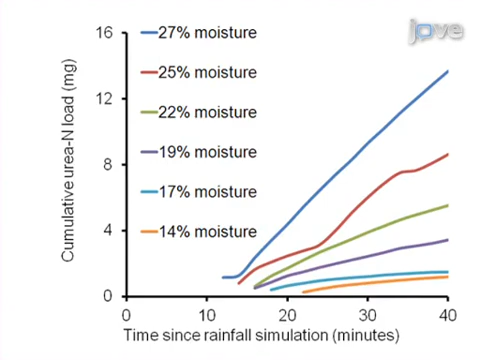 jove
16
27% moisture
25% moisture
12
22% moisture
8
19% moisture
17% moisture
4
14% moisture
0
0
10
20
30
40
Cumulative urea-N load (mg)
Time since rainfall simulation (minutes)